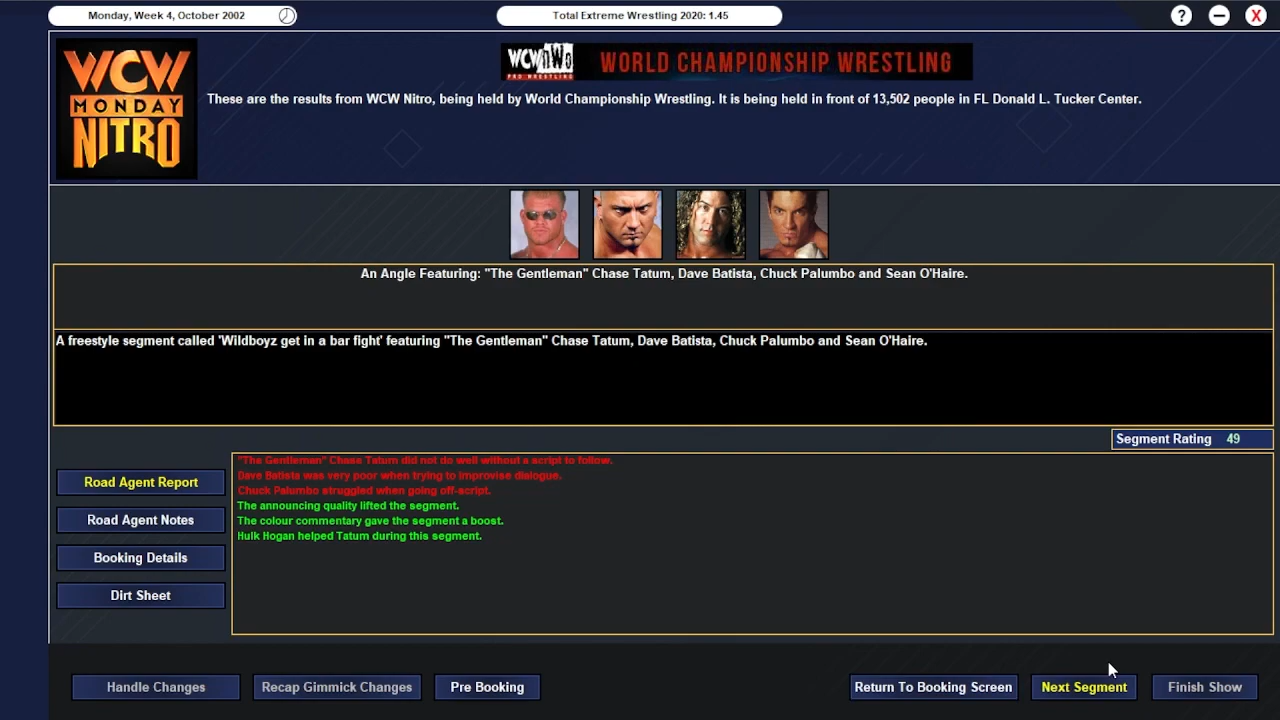 Monday, Week 4, October 2002
Total Extreme Wrestling 2020: 1.45
?
X
WCW
MONDAY
NITRO
WCW nWo
PRO WRESTLING
WORLD CHAMPIONSHIP WRESTLING
These are the results from WCW Nitro, being held by World Championship Wrestling. It is being held in front of 13,502 people in FL Donald L. Tucker Center.
An Angle Featuring: "The Gentleman" Chase Tatum, Dave Batista, Chuck Palumbo and Sean O'Haire.
A freestyle segment called 'Wildboyz get in a bar fight' featuring "The Gentleman" Chase Tatum, Dave Batista, Chuck Palumbo and Sean O'Haire.
Segment Rating 49
"The Gentleman" Chase Tatum did not do well without a script to follow.
Dave Batista was very poor when trying to improvise dialogue.
Chuck Palumbo struggled when going off-script.
The announcing quality lifted the segment.
The colour commentary gave the segment a boost.
Hulk Hogan helped Tatum during this segment.
Road Agent Report
Road Agent Notes
Booking Details
Dirt Sheet
Handle Changes
Recap Gimmick Changes
Pre Booking
Return To Booking Screen
Next Segment
Finish Show